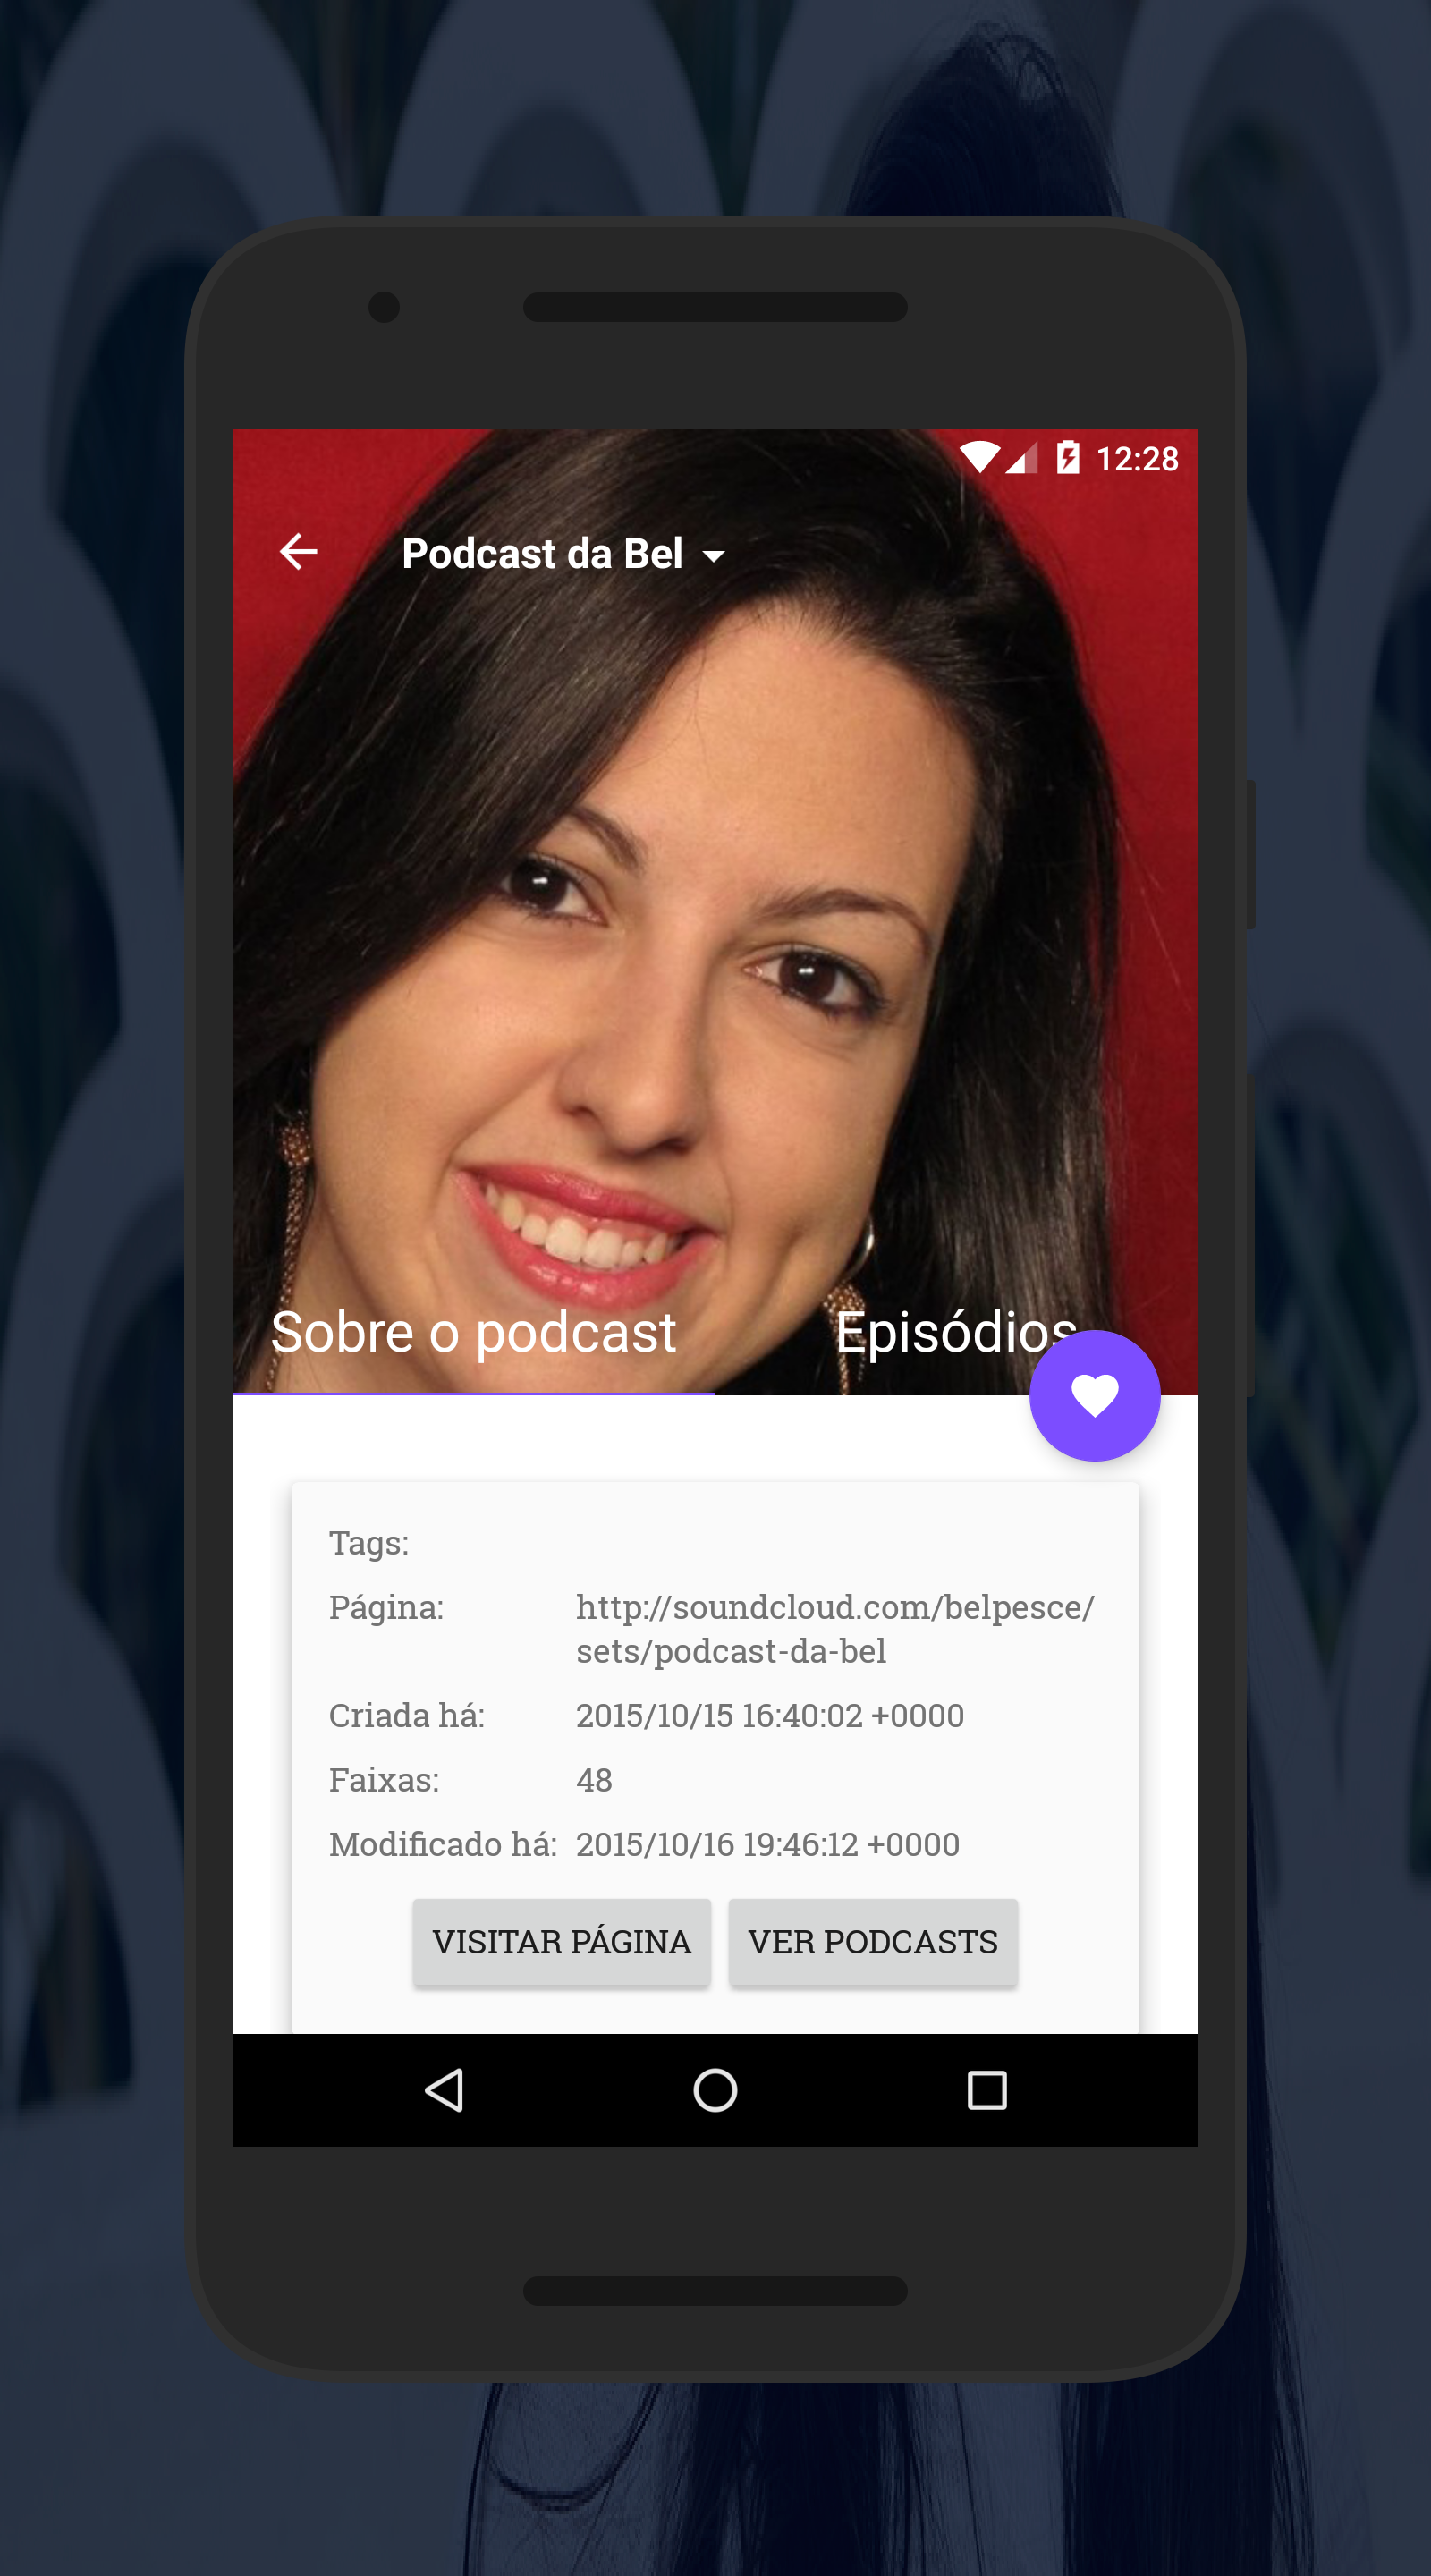 12:28
Podcast da Bel
Sobre o podcast
Episódios
Tags:
Página: http://soundcloud.com/belpesce/
sets/podcast-da-bel
Criada há: 2015/10/15 16:40:02 +0000
Faixas: 48
Modificado há: 2015/10/16 19:46:12 +0000
VISITAR PÁGINA
VER PODCASTS